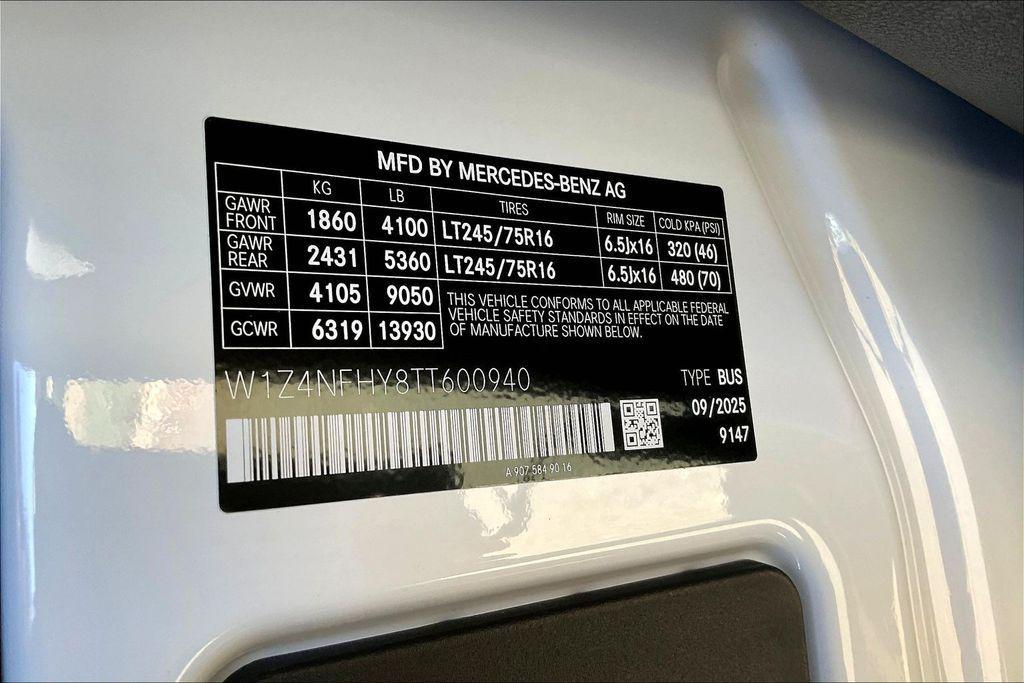 MFD BY MERCEDES-BENZ AG
KG LB TIRES RIM SIZE COLD KPA (PSI)
GAWR FRONT 1860 4100 LT245/75R16 6.5Jx16 320 (46)
GAWR REAR 2431 5360 LT245/75R16 6.5Jx16 480 (70)
GVWR 4105 9050
GCWR 6319 13930
THIS VEHICLE CONFORMS TO ALL APPLICABLE FEDERAL
VEHICLE SAFETY STANDARDS IN EFFECT ON THE DATE
OF MANUFACTURE SHOWN BELOW.
W1Z4NFHY8TT600940
TYPE BUS
09/2025
9147
A 907 584 90 16